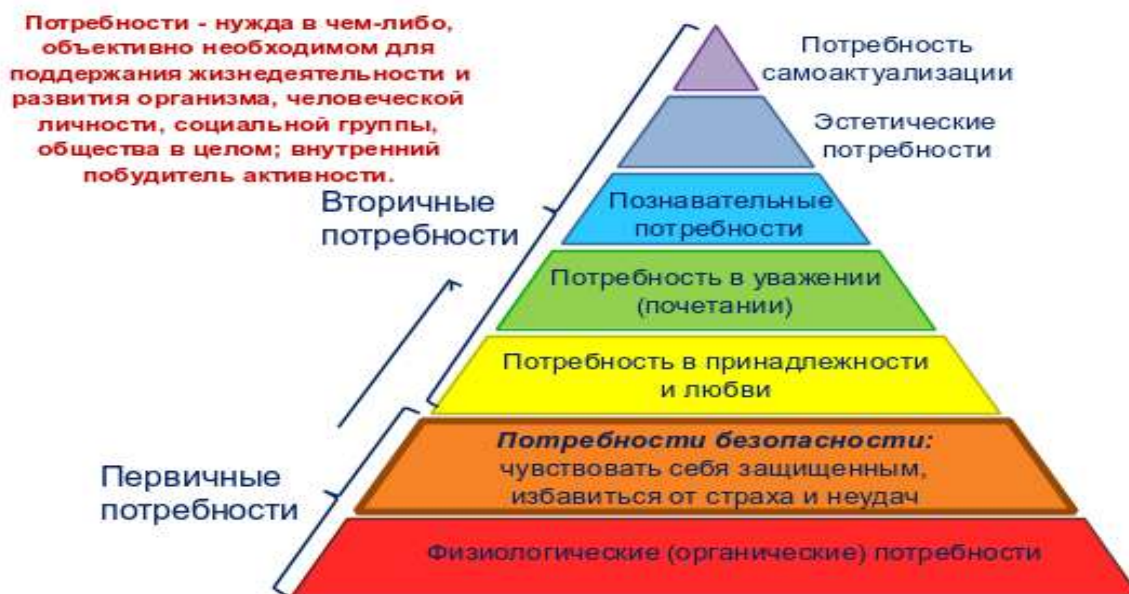 Потребности - нужда в чем-либо,
объективно необходимом для
поддержания жизнедеятельности и
развития организма, человеческой
личности, социальной группы,
общества в целом; внутренний
побудитель активности.
Потребность
самоактуализации
Эстетические
потребности
Вторичные
потребности
Познавательные
потребности
Потребность в уважении
(почетании)
Потребность в принадлежности
и любви
Первичные
потребности
Потребности безопасности:
чувствовать себя защищенным,
избавиться от страха и неудач
Физиологические (органические) потребности